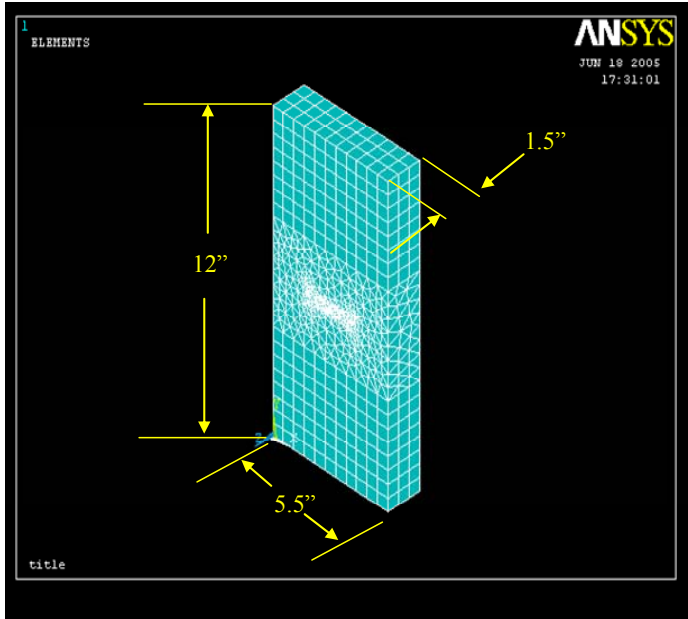 1
ELEMENTS
ANSYS
JUN 18 2005
17:31:01
1.5”
12”
5.5”
title